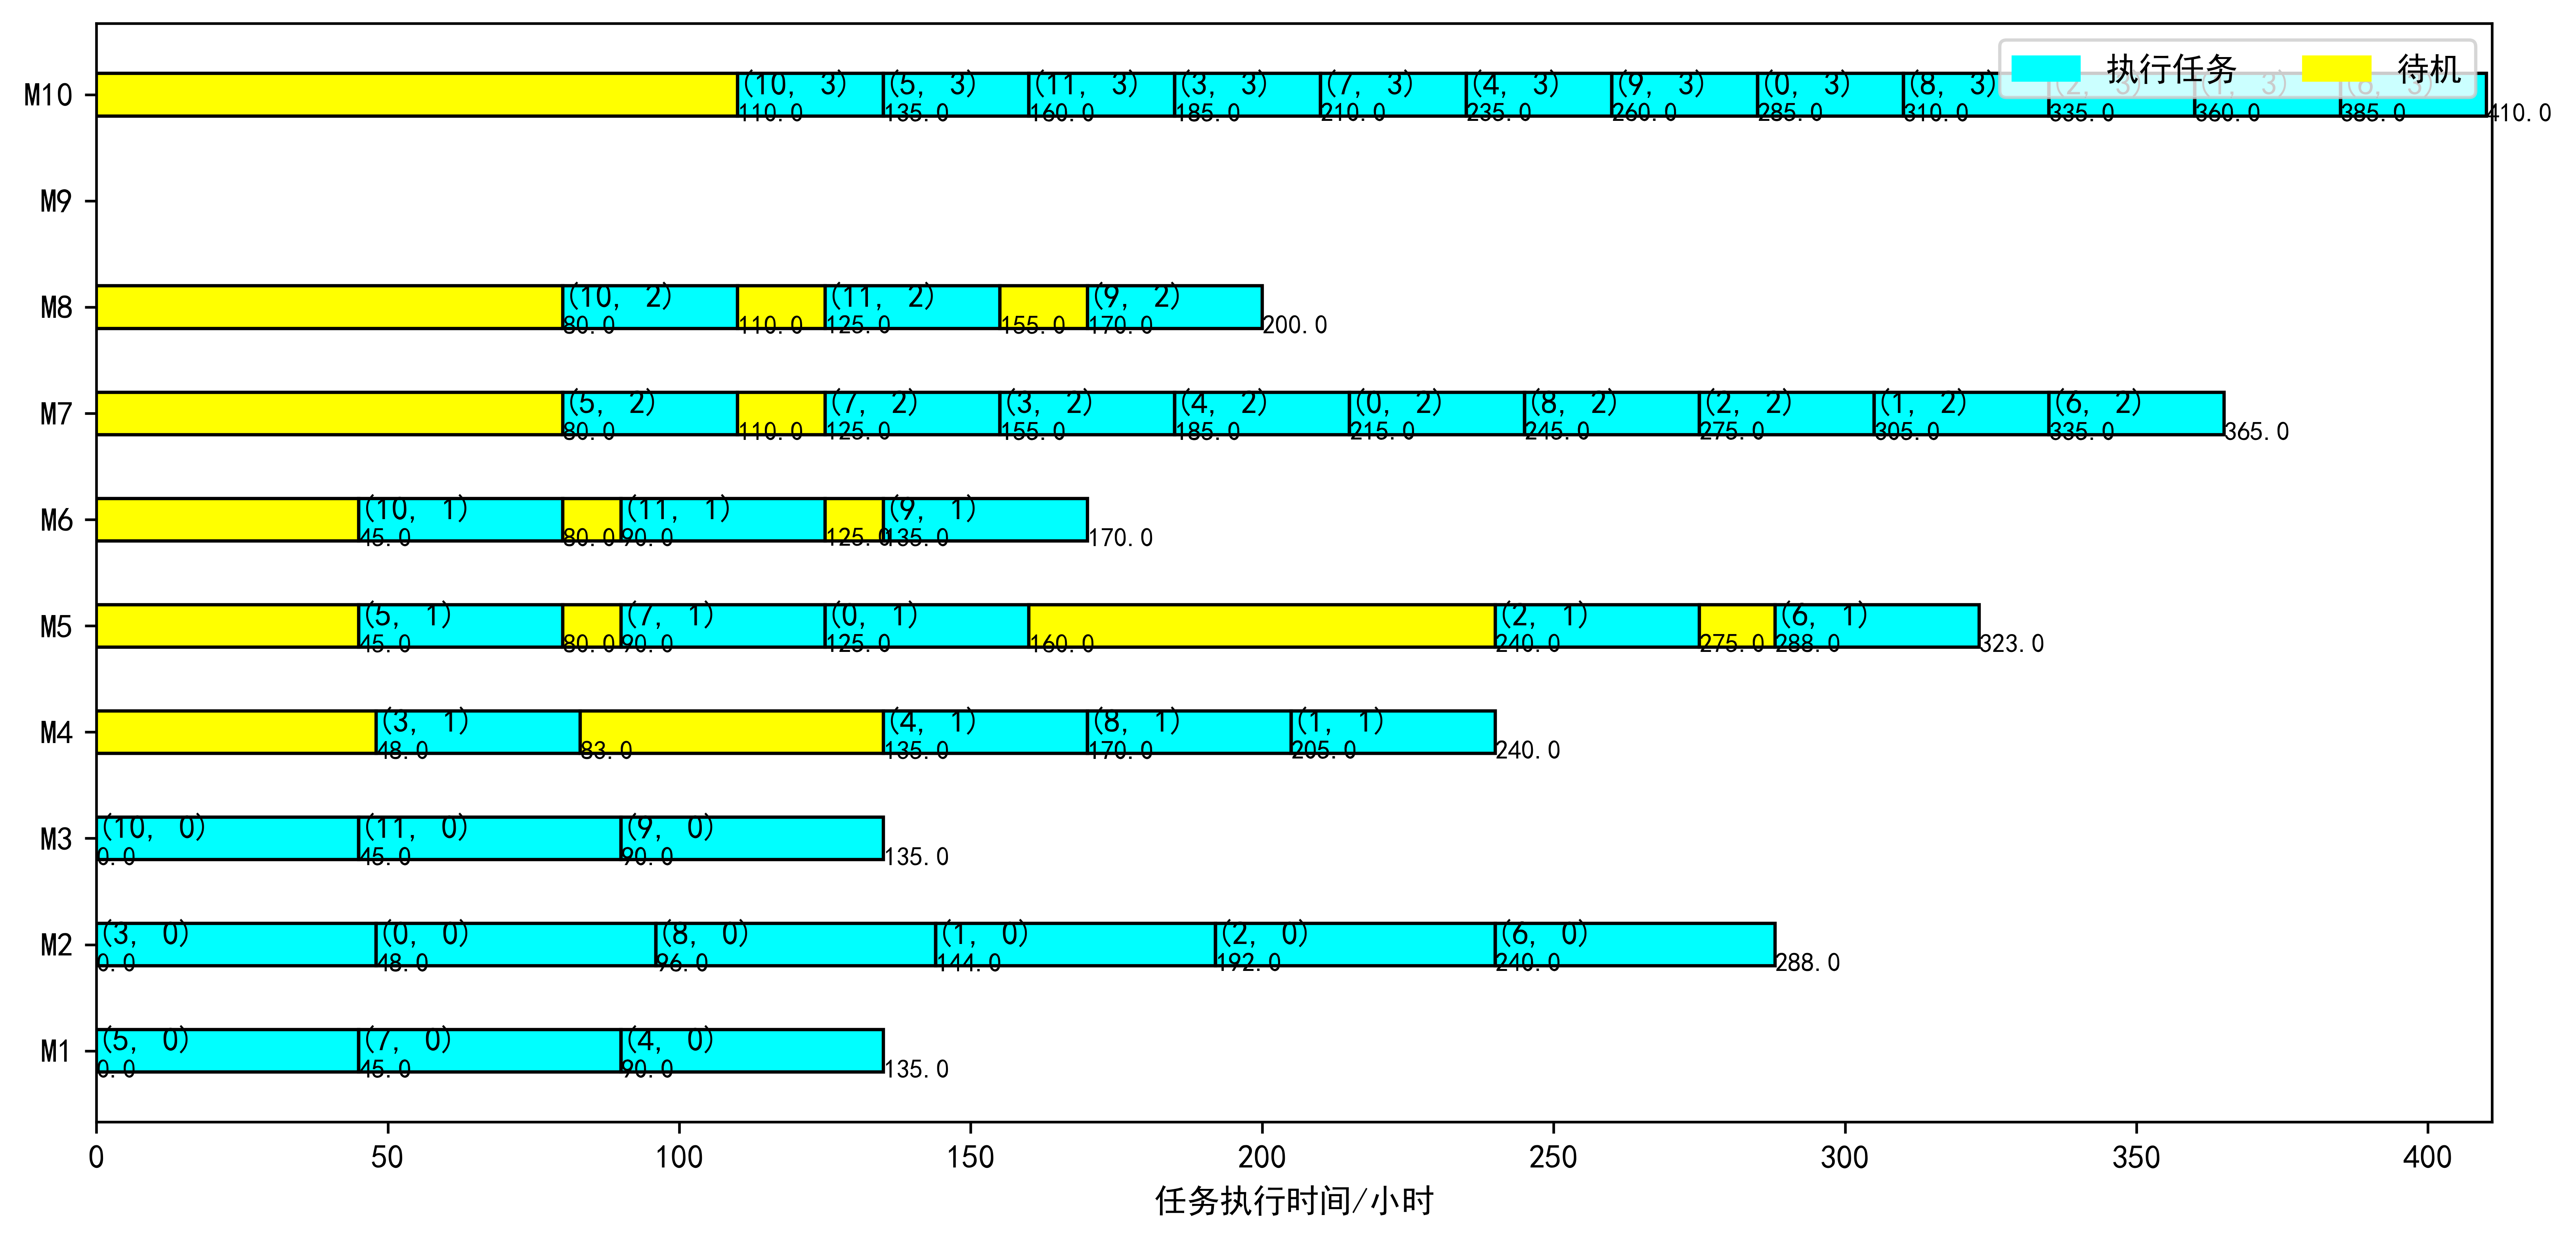 执行任务 待机
M10 (10, 3) (5, 3) (11, 3) (3, 3) (7, 3) (4, 3) (9, 3) (0, 3) (8, 3) (2, 3) (1, 3) (6, 3)
110.0 135.0 160.0 185.0 210.0 235.0 260.0 285.0 310.0 335.0 360.0 385.0 410.0
M9
M8 (10, 2) (11, 2) (9, 2)
80.0 110.0 125.0 155.0 170.0 200.0
M7 (5, 2) (7, 2) (3, 2) (4, 2) (0, 2) (8, 2) (2, 2) (1, 2) (6, 2)
80.0 110.0 125.0 155.0 185.0 215.0 245.0 275.0 305.0 335.0 365.0
M6 (10, 1) (11, 1) (9, 1)
45.0 80.0 90.0 125.0 135.0 170.0
M5 (5, 1) (7, 1) (0, 1) (2, 1) (6, 1)
45.0 80.0 90.0 125.0 160.0 240.0 275.0 288.0 323.0
M4 (3, 1) (4, 1) (8, 1) (1, 1)
48.0 83.0 135.0 170.0 205.0 240.0
M3 (10, 0) (11, 0) (9, 0)
0.0 45.0 90.0 135.0
M2 (3, 0) (0, 0) (8, 0) (1, 0) (2, 0) (6, 0)
0.0 48.0 96.0 144.0 192.0 240.0 288.0
M1 (5, 0) (7, 0) (4, 0)
0.0 45.0 90.0 135.0
0 50 100 150 200 250 300 350 400
任务执行时间/小时